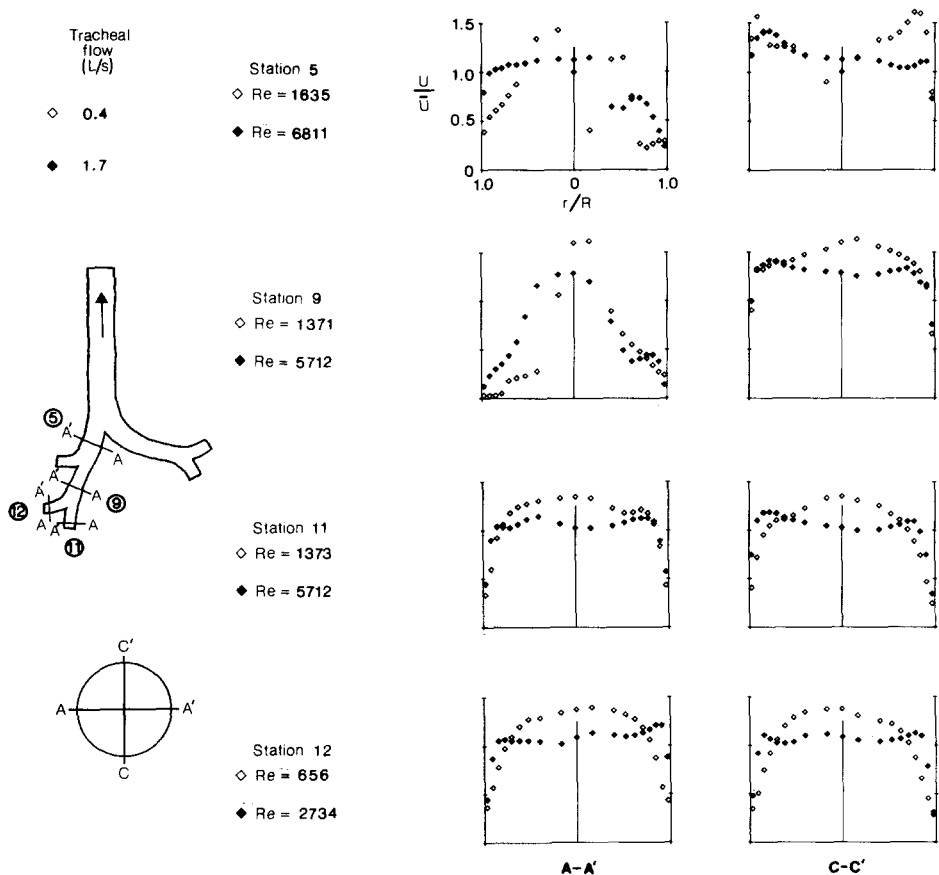 Tracheal
flow
(L/s)
◇ 0.4
◆ 1.7
Station 5
◇ Re = 1635
◆ Re = 6811
U
Ū
1.5
1.0
0.5
0
1.0 0 1.0
r/R
Station 9
◇ Re = 1371
◆ Re = 5712
5
A'
A
A'
A
9
12
A'
A
A
11
Station 11
◇ Re = 1373
◆ Re = 5712
C'
A A'
C
Station 12
◇ Re = 656
◆ Re = 2734
A-A' C-C'